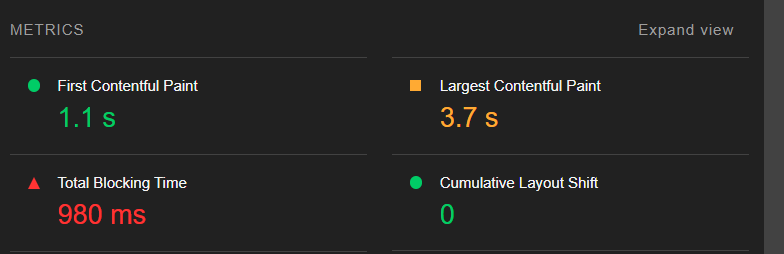 METRICS
Expand view
First Contentful Paint
1.1 s
Largest Contentful Paint
3.7 s
Total Blocking Time
980 ms
Cumulative Layout Shift
0